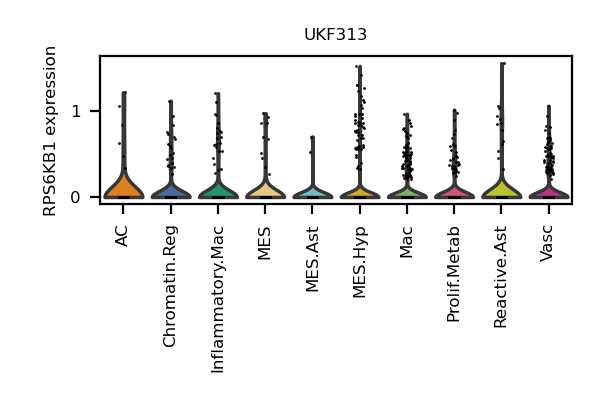 UKF313
RPS6KB1 expression
1
0
AC
Chromatin.Reg
Inflammatory.Mac
MES
MES.Ast
MES.Hyp
Mac
Prolif.Metab
Reactive.Ast
Vasc